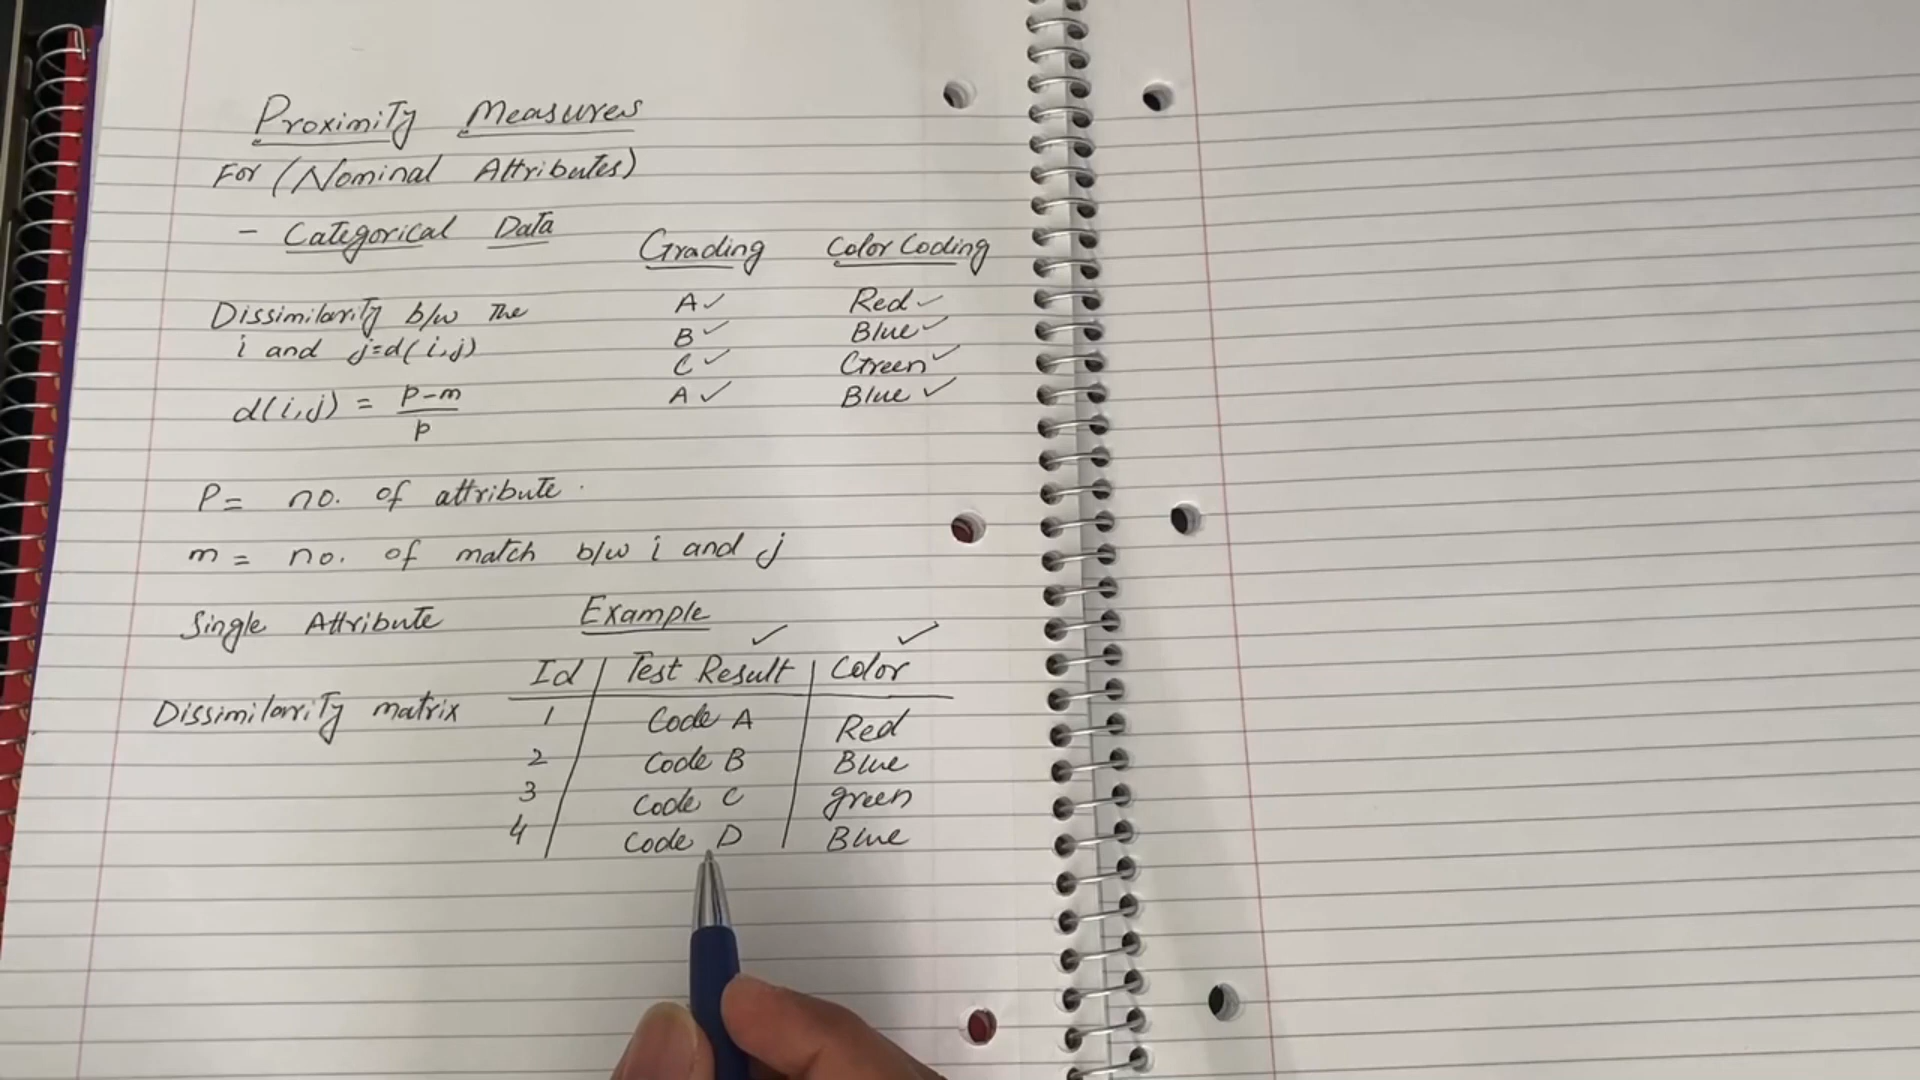 Proximity Measures
For (Nominal Attributes)
- Categorical Data
Grading Color Coding
A✓ Red✓
B✓ Blue✓
C✓ Green✓
A✓ Blue✓
Dissimilarity b/w The
i and j=d(i,j)
d(i,j) = p-m / p
P= no. of attribute.
m= no. of match b/w i and j
Single Attribute Example
✓ ✓
Id | Test Result | Color
Dissimilarity matrix
1 Code A Red
2 Code B Blue
3 Code C green
4 Code D Blue